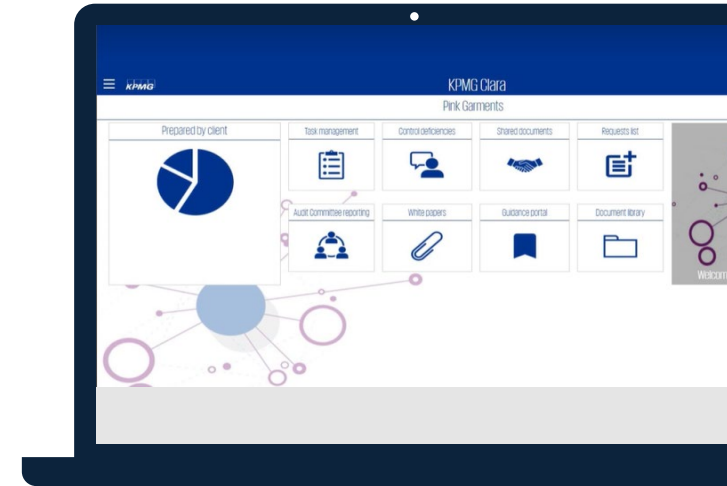 KPMG
KPMG Clara
Pink Garments
Prepared by client
Task management
Control deficiencies
Shared documents
Requests list
Audit Committee reporting
White papers
Guidance portal
Document library